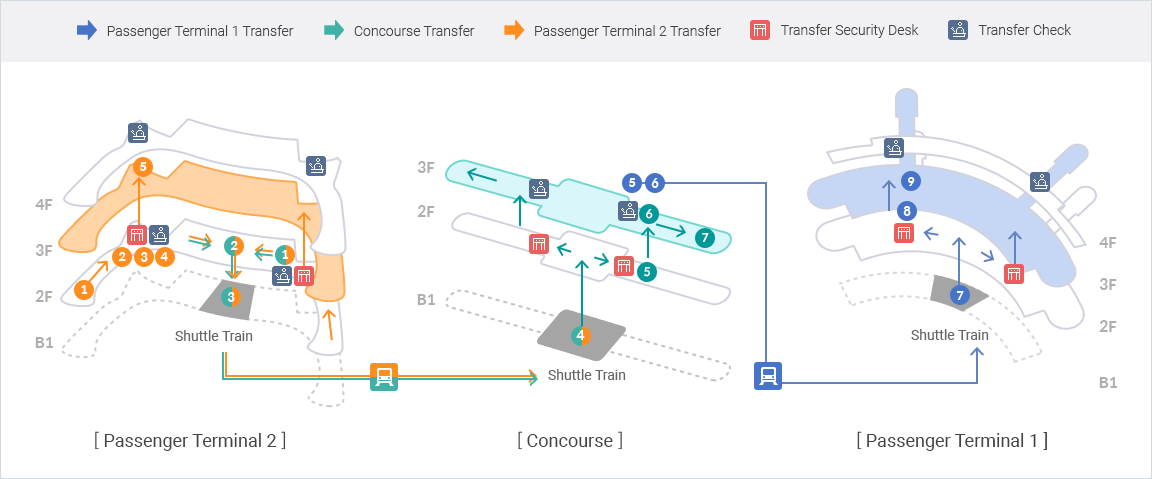 Passenger Terminal 1 Transfer
Concourse Transfer
Passenger Terminal 2 Transfer
Transfer Security Desk
Transfer Check
4F
3F
2F
B1
5
2
3
4
1
2
1
3
Shuttle Train
[ Passenger Terminal 2 ]
3F
2F
B1
5
6
6
7
5
4
Shuttle Train
[ Concourse ]
9
8
7
Shuttle Train
4F
3F
2F
B1
[ Passenger Terminal 1 ]